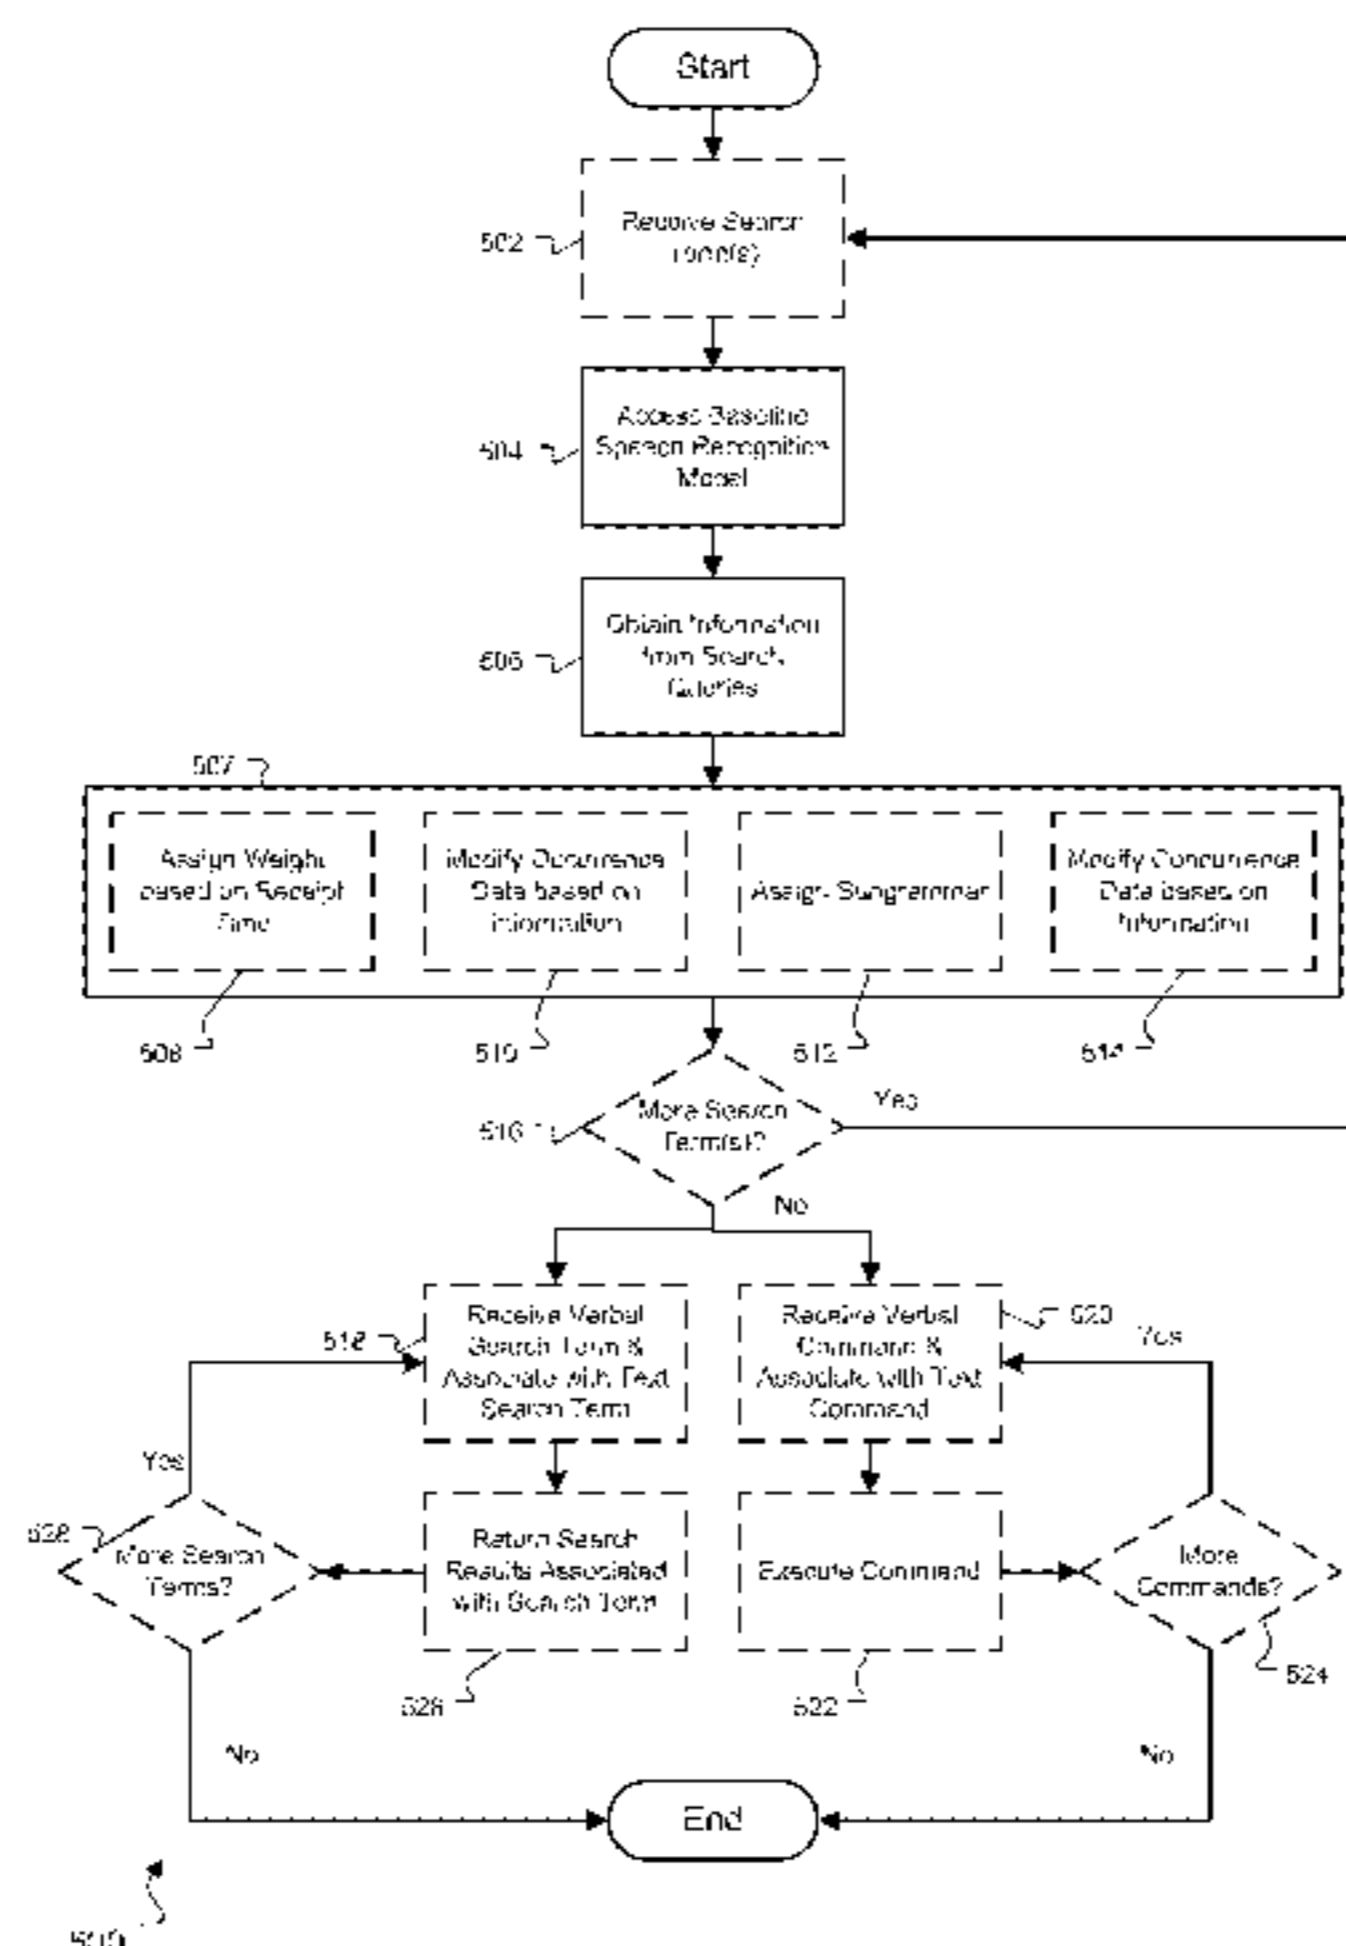 Start
502
Receive Search
Term(s)
504
Access Baseline
Speech Recognition
Model
506
Obtain Information
from Search
Queries
507
Assign Weight
based on Receipt
Time
Modify Occurrence
Data based on
Information
Assign Subgrammar
Modify Concurrence
Data based on
Information
508
510
512
514
516
More Search
Term(s)?
Yes
No
518
Receive Verbal
Search Term &
Associate with Text
Search Term
Receive Verbal
Command &
Associate with Text
Command
520
Yes
Yes
More Search
Terms?
Return Search
Results Associated
with Search Term
Execute Command
More
Commands?
522
524
No
No
End
500